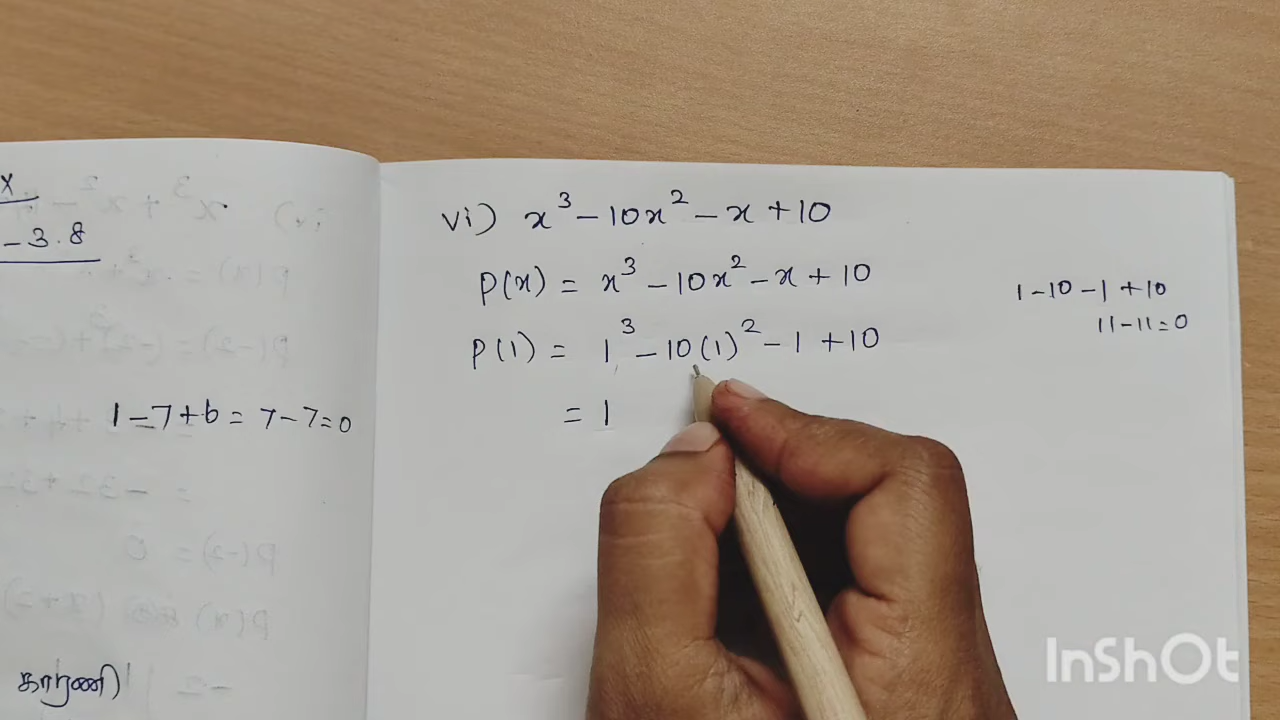 x
-3.8
1-7+6 = 7-7=0
காரணி
vi) x³ - 10x² - x + 10
P(x) = x³ - 10x² - x + 10
P(1) = 1³ - 10(1)² - 1 + 10
= 1
1-10-1+10
11-11=0
InShOt